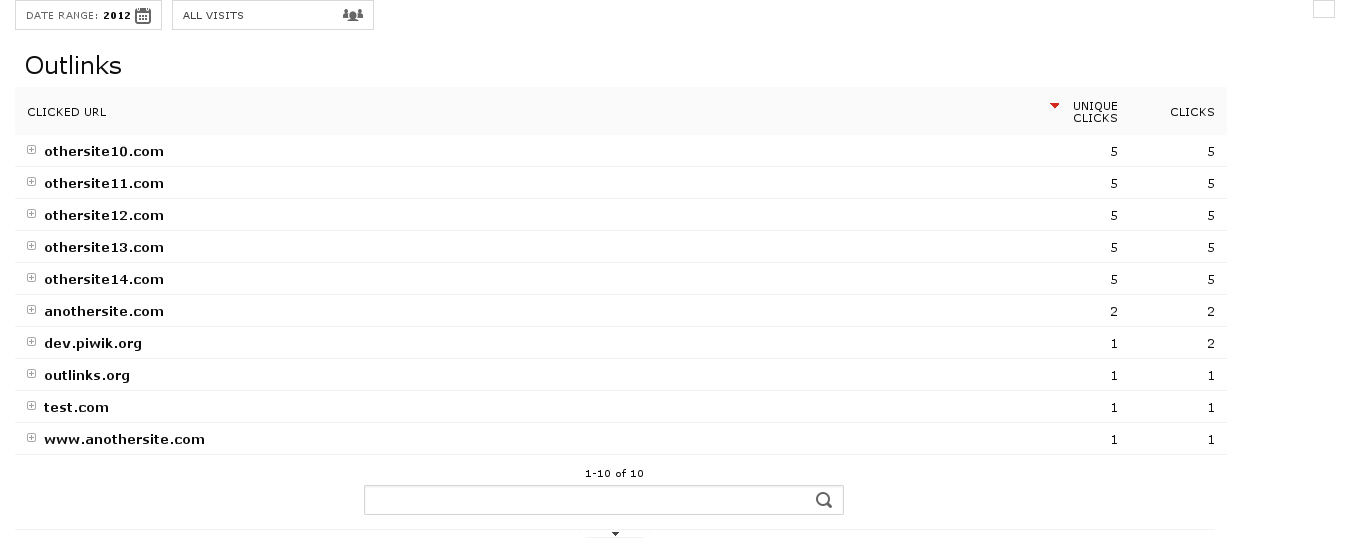 DATE RANGE: 2012 ALL VISITS
Outlinks
CLICKED URL UNIQUE CLICKS CLICKS
othersite10.com 5 5
othersite11.com 5 5
othersite12.com 5 5
othersite13.com 5 5
othersite14.com 5 5
anothersite.com 2 2
dev.piwik.org 1 2
outlinks.org 1 1
test.com 1 1
www.anothersite.com 1 1
1-10 of 10